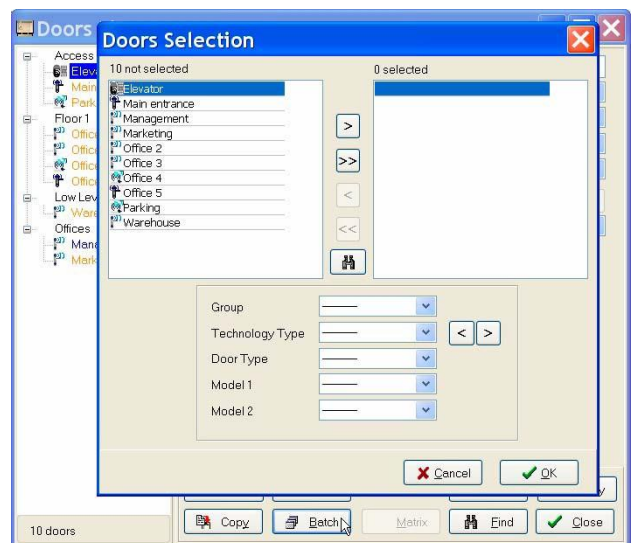 Doors
Doors Selection
10 not selected
0 selected
Elevator
Main entrance
Management
Marketing
Office 2
Office 3
Office 4
Office 5
Parking
Warehouse
>
>>
<
<<
Group
Technology Type
Door Type
Model 1
Model 2
< >
Cancel
OK
Access
Elev
Main
Park
Floor 1
Offic
Offic
Offic
Offic
Low Lev
Ware
Offices
Mana
Mark
10 doors
Copy Batch Matrix Find Close